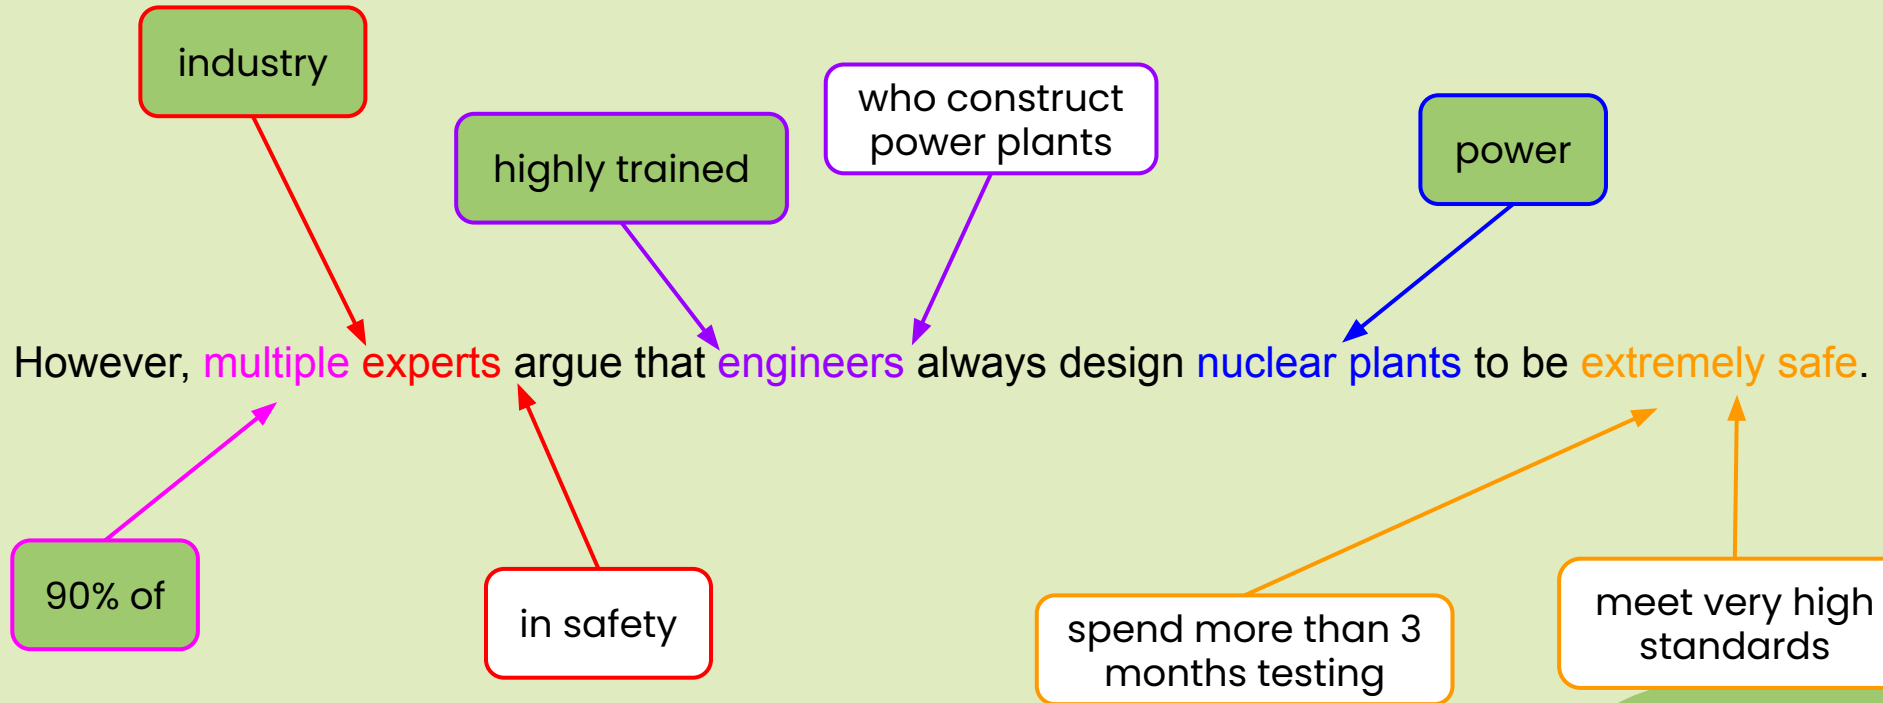 industry
who construct
power plants
highly trained
power
However, multiple experts argue that engineers always design nuclear plants to be extremely safe.
90% of
in safety
spend more than 3
months testing
meet very high
standards